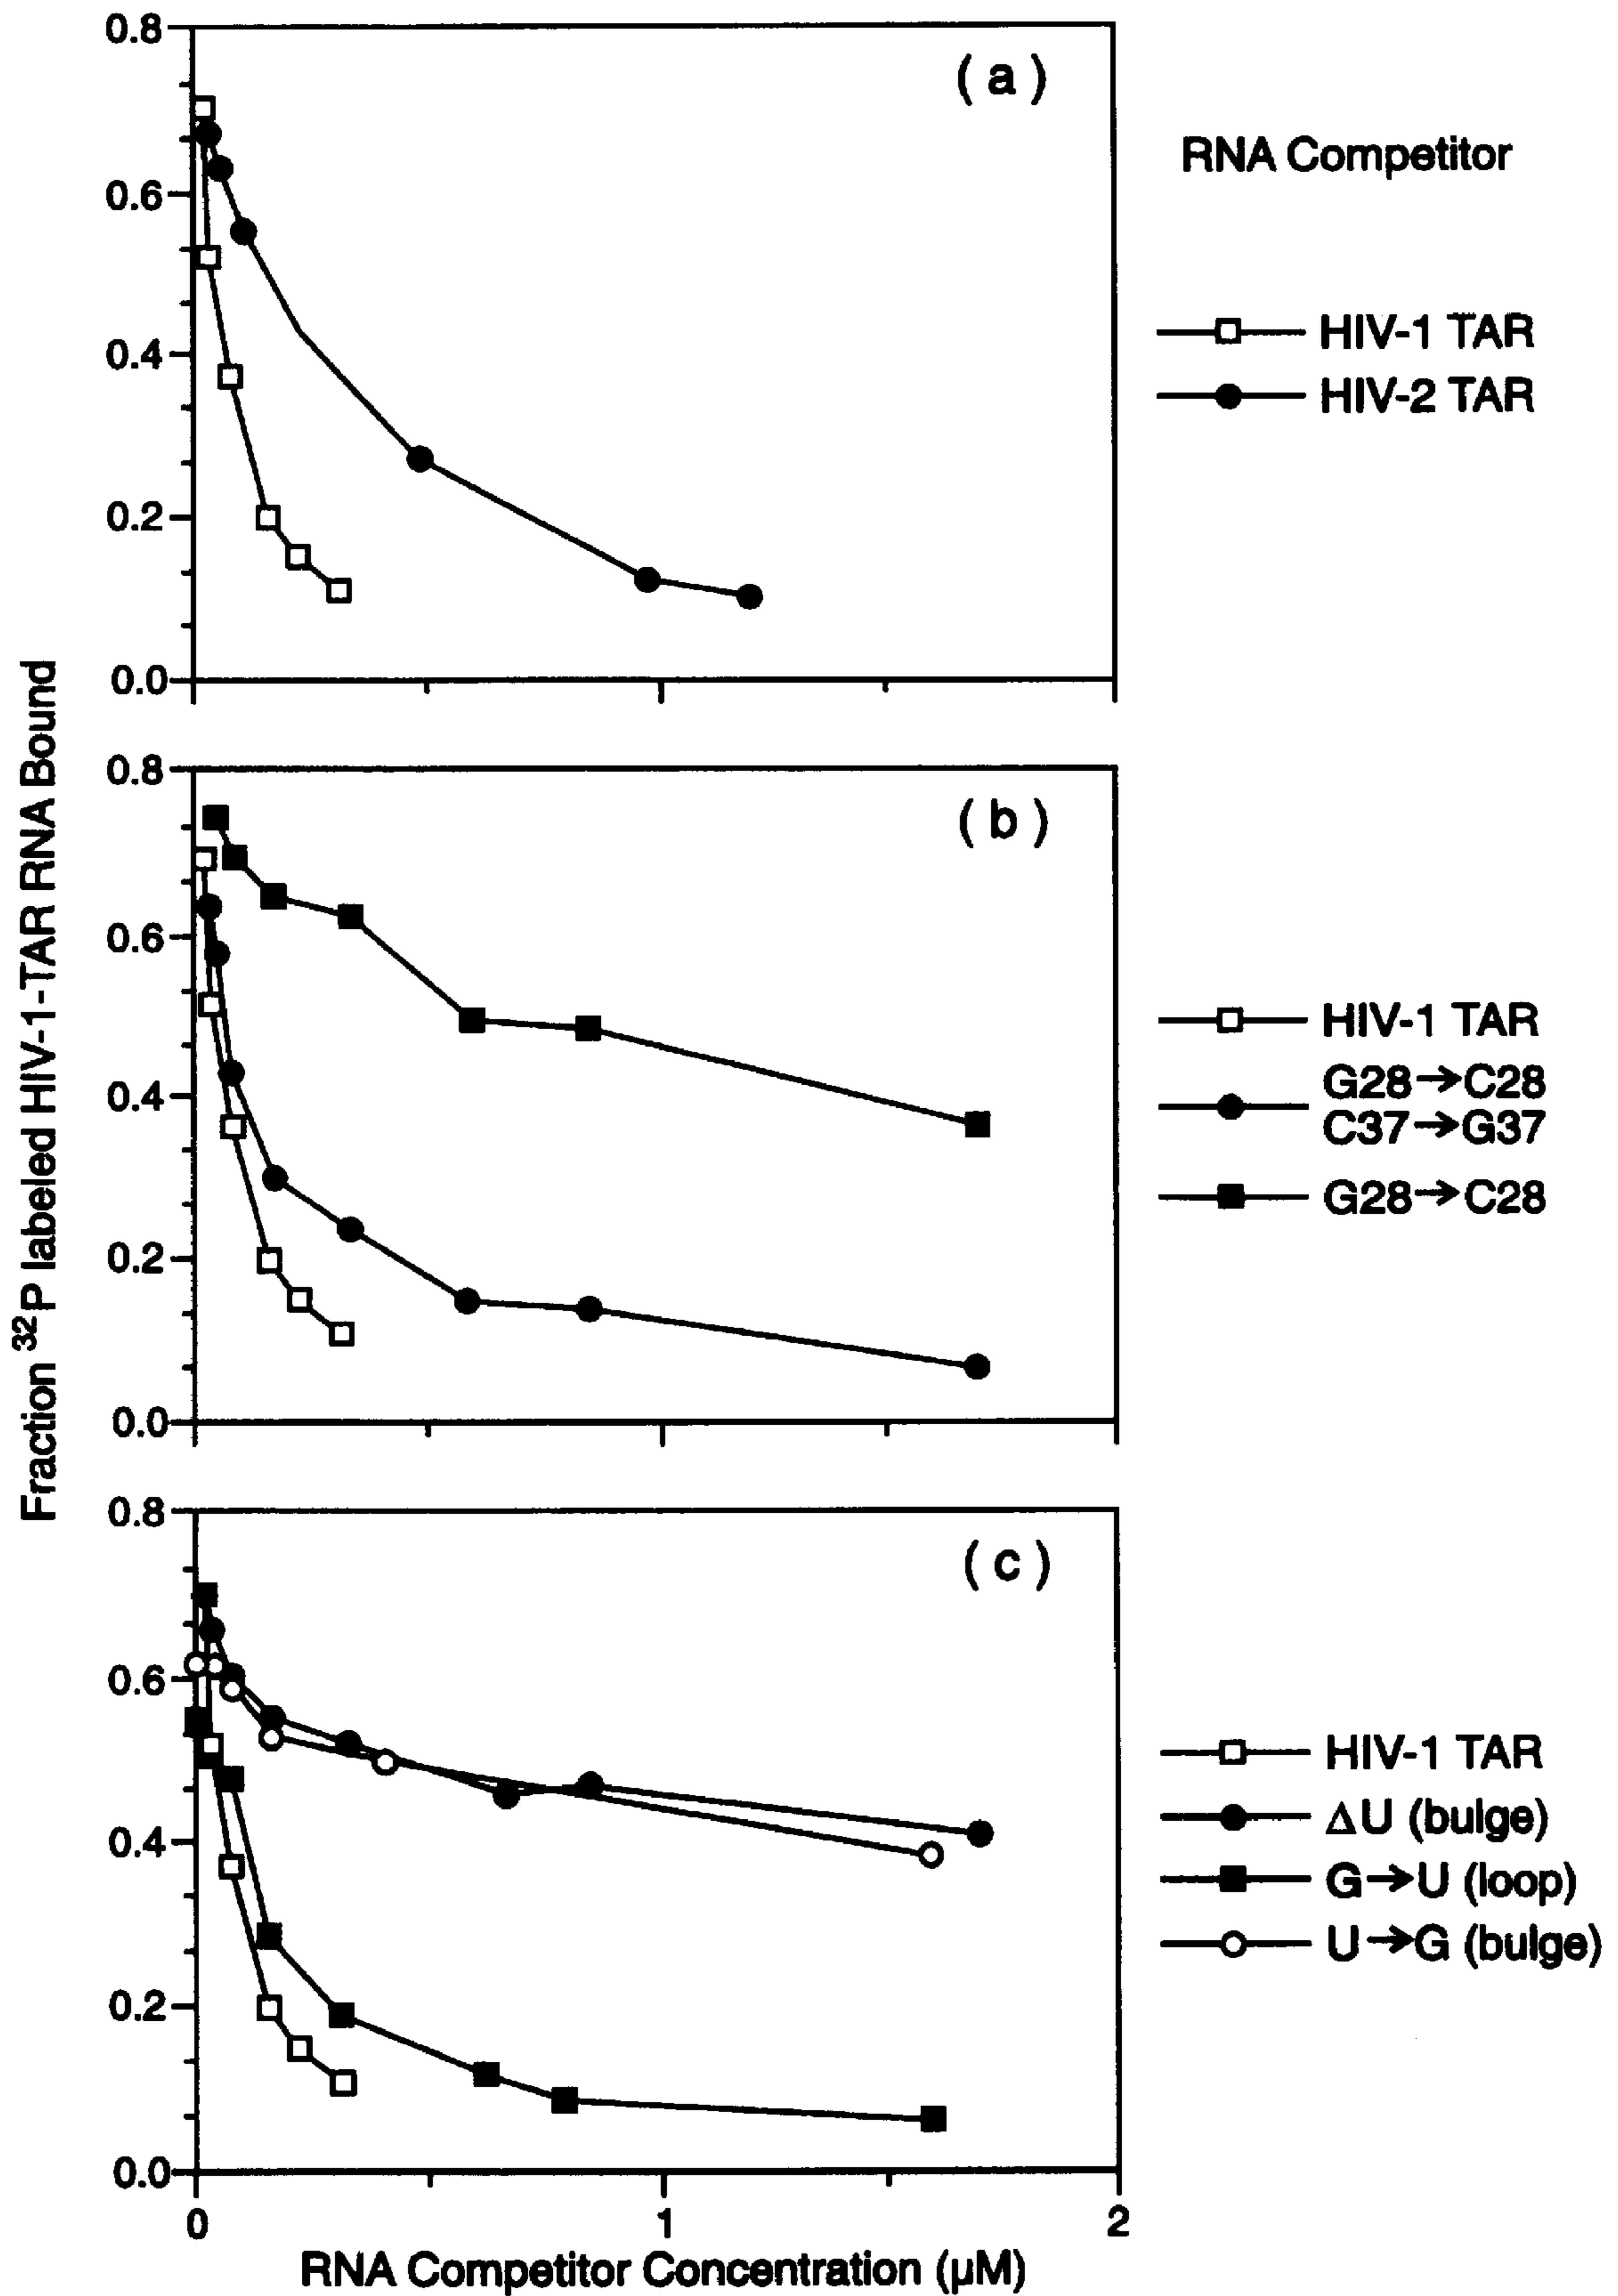 Fraction ³²P labeled HIV-1-TAR RNA Bound
0.8
0.6
0.4
0.2
0.0
( a )
RNA Competitor
HIV-1 TAR
HIV-2 TAR
0.8
0.6
0.4
0.2
0.0
( b )
HIV-1 TAR
G28→C28
C37→G37
G28→C28
0.8
0.6
0.4
0.2
0.0
( c )
HIV-1 TAR
ΔU (bulge)
G→U (loop)
U→G (bulge)
0 1 2
RNA Competitor Concentration (µM)